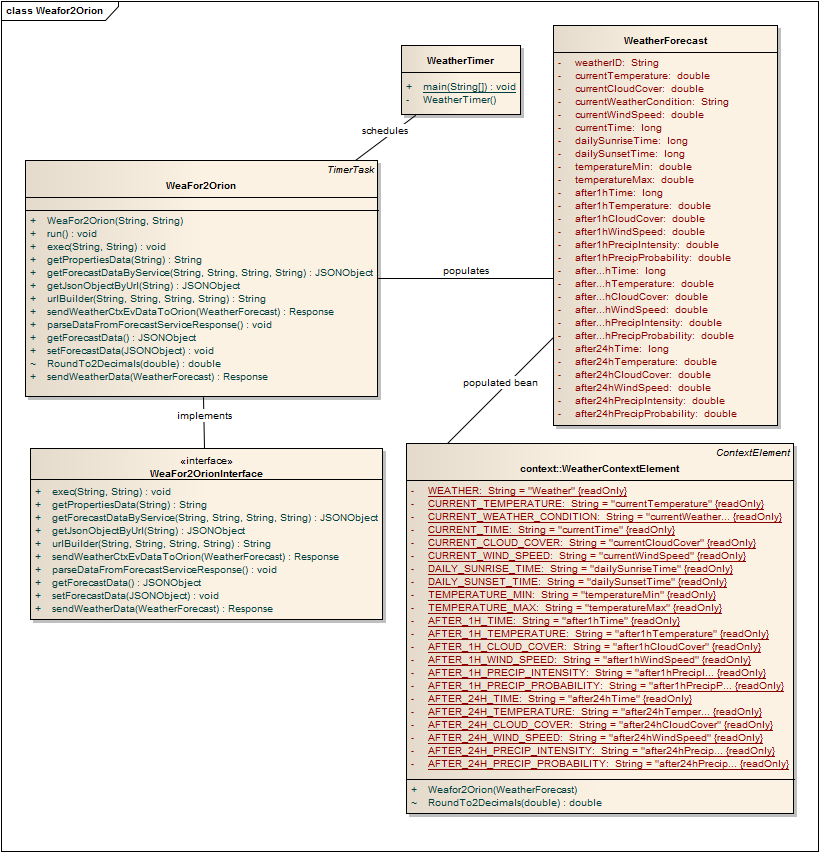 class Weafor2Orion
WeatherTimer
+ main(String[]) : void
- WeatherTimer()
schedules
TimerTask
WeaFor2Orion
+ WeaFor2Orion(String, String)
+ run() : void
+ exec(String, String) : void
+ getPropertiesData(String) : String
+ getForecastDataByService(String, String, String, String) : JSONObject
+ getJsonObjectByUrl(String) : JSONObject
+ urlBuilder(String, String, String, String) : String
+ sendWeatherCtxEvDataToOrion(WeatherForecast) : Response
+ parseDataFromForecastServiceResponse() : void
+ getForecastData() : JSONObject
+ setForecastData(JSONObject) : void
~ RoundTo2Decimals(double) : double
+ sendWeatherData(WeatherForecast) : Response
populates
WeatherForecast
- weatherID: String
- currentTemperature: double
- currentCloudCover: double
- currentWeatherCondition: String
- currentWindSpeed: double
- currentTime: long
- dailySunriseTime: long
- dailySunsetTime: long
- temperatureMin: double
- temperatureMax: double
- after1hTime: long
- after1hTemperature: double
- after1hCloudCover: double
- after1hWindSpeed: double
- after1hPrecipIntensity: double
- after1hPrecipProbability: double
- after...hTime: long
- after...hTemperature: double
- after...hCloudCover: double
- after...hWindSpeed: double
- after...hPrecipIntensity: double
- after...hPrecipProbability: double
- after24hTime: long
- after24hTemperature: double
- after24hCloudCover: double
- after24hWindSpeed: double
- after24hPrecipIntensity: double
- after24hPrecipProbability: double
populated bean
implements
«interface»
WeaFor2OrionInterface
+ exec(String, String) : void
+ getPropertiesData(String) : String
+ getForecastDataByService(String, String, String, String) : JSONObject
+ getJsonObjectByUrl(String) : JSONObject
+ urlBuilder(String, String, String, String) : String
+ sendWeatherCtxEvDataToOrion(WeatherForecast) : Response
+ parseDataFromForecastServiceResponse() : void
+ getForecastData() : JSONObject
+ setForecastData(JSONObject) : void
+ sendWeatherData(WeatherForecast) : Response
ContextElement
context::WeatherContextElement
- WEATHER: String = "Weather" {readOnly}
- CURRENT_TEMPERATURE: String = "currentTemperature" {readOnly}
- CURRENT_WEATHER_CONDITION: String = "currentWeather... {readOnly}
- CURRENT_TIME: String = "currentTime" {readOnly}
- CURRENT_CLOUD_COVER: String = "currentCloudCover" {readOnly}
- CURRENT_WIND_SPEED: String = "currentWindSpeed" {readOnly}
- DAILY_SUNRISE_TIME: String = "dailySunriseTime" {readOnly}
- DAILY_SUNSET_TIME: String = "dailySunsetTime" {readOnly}
- TEMPERATURE_MIN: String = "temperatureMin" {readOnly}
- TEMPERATURE_MAX: String = "temperatureMax" {readOnly}
- AFTER_1H_TIME: String = "after1hTime" {readOnly}
- AFTER_1H_TEMPERATURE: String = "after1hTemperature" {readOnly}
- AFTER_1H_CLOUD_COVER: String = "after1hCloudCover" {readOnly}
- AFTER_1H_WIND_SPEED: String = "after1hWindSpeed" {readOnly}
- AFTER_1H_PRECIP_INTENSITY: String = "after1hPrecipI... {readOnly}
- AFTER_1H_PRECIP_PROBABILITY: String = "after1hPrecipP... {readOnly}
- AFTER_24H_TIME: String = "after24hTime" {readOnly}
- AFTER_24H_TEMPERATURE: String = "after24hTemper... {readOnly}
- AFTER_24H_CLOUD_COVER: String = "after24hCloudCover" {readOnly}
- AFTER_24H_WIND_SPEED: String = "after24hWindSpeed" {readOnly}
- AFTER_24H_PRECIP_INTENSITY: String = "after24hPrecip... {readOnly}
- AFTER_24H_PRECIP_PROBABILITY: String = "after24hPrecip... {readOnly}
+ Weafor2Orion(WeatherForecast)
~ RoundTo2Decimals(double) : double